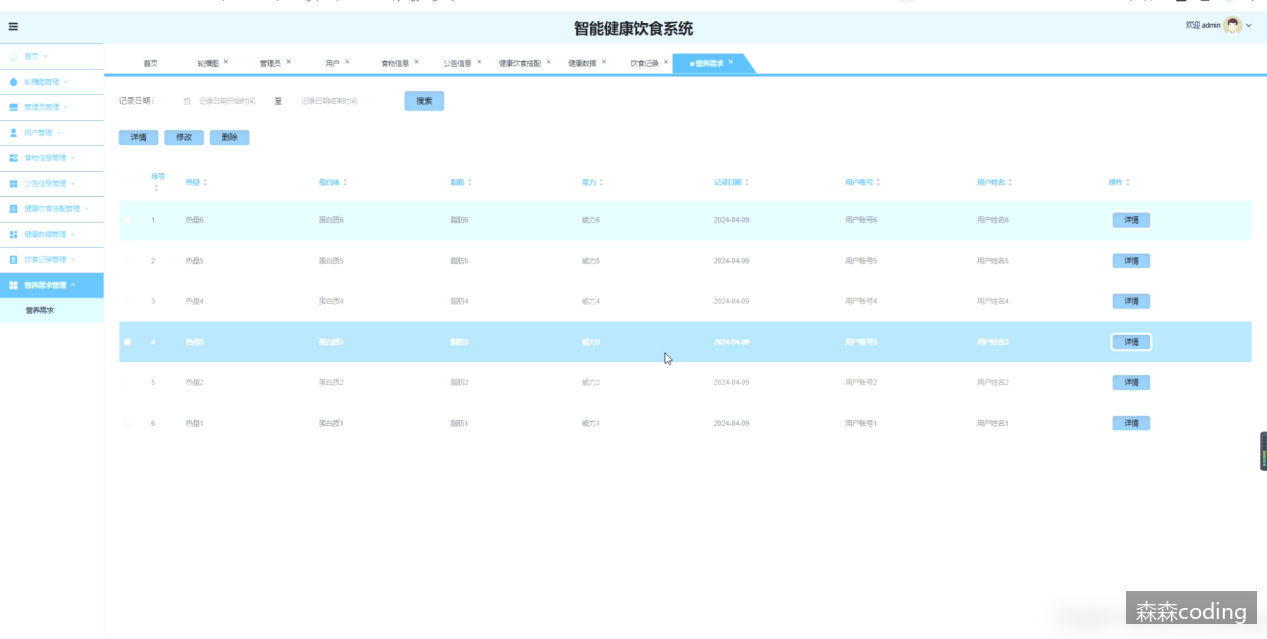 智能健康饮食系统
欢迎 admin
首页
轮播图管理
管理员管理
用户管理
食物信息管理
公告信息管理
健康饮食搭配管理
健康数据管理
饮食记录管理
营养需求管理
营养需求
首页 轮播图 管理员 用户 食物信息 公告信息 健康饮食搭配 健康数据 饮食记录 营养需求
记录日期: 记录日期开始时间 至 记录日期结束时间 搜索
详情 修改 删除
序号 热量 蛋白质 脂肪 能力 记录日期 用户账号 用户姓名 操作
1 热量6 蛋白质6 脂肪6 能力6 2024-04-09 用户账号6 用户姓名6 详情
2 热量5 蛋白质5 脂肪5 能力5 2024-04-09 用户账号5 用户姓名5 详情
3 热量4 蛋白质4 脂肪4 能力4 2024-04-09 用户账号4 用户姓名4 详情
4 热量3 蛋白质3 脂肪3 能力3 2024-04-09 用户账号3 用户姓名3 详情
5 热量2 蛋白质2 脂肪2 能力2 2024-04-09 用户账号2 用户姓名2 详情
6 热量1 蛋白质1 脂肪1 能力1 2024-04-09 用户账号1 用户姓名1 详情
森森coding